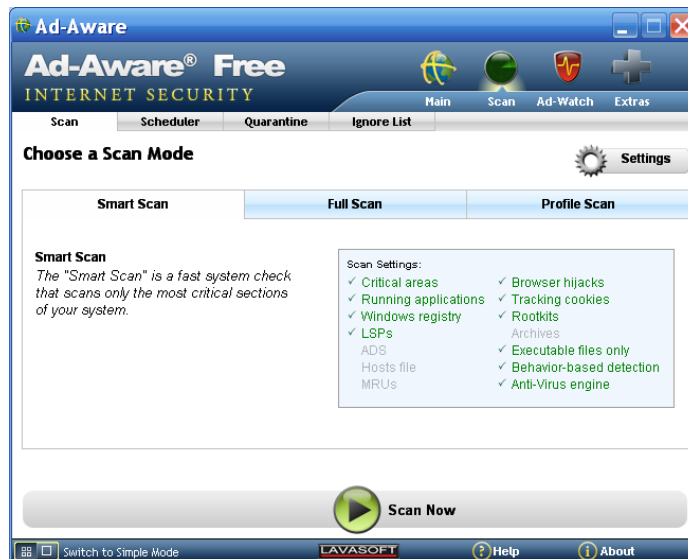 Ad-Aware
Ad-Aware® Free
INTERNET SECURITY
Main Scan Ad-Watch Extras
Scan Scheduler Quarantine Ignore List
Choose a Scan Mode
Settings
Smart Scan Full Scan Profile Scan
Smart Scan
The "Smart Scan" is a fast system check
that scans only the most critical sections
of your system.
Scan Settings:
Critical areas
Running applications
Windows registry
LSPs
ADS
Hosts file
MRUs
Browser hijacks
Tracking cookies
Rootkits
Archives
Executable files only
Behavior-based detection
Anti-Virus engine
Scan Now
Switch to Simple Mode LAVASOFT Help About